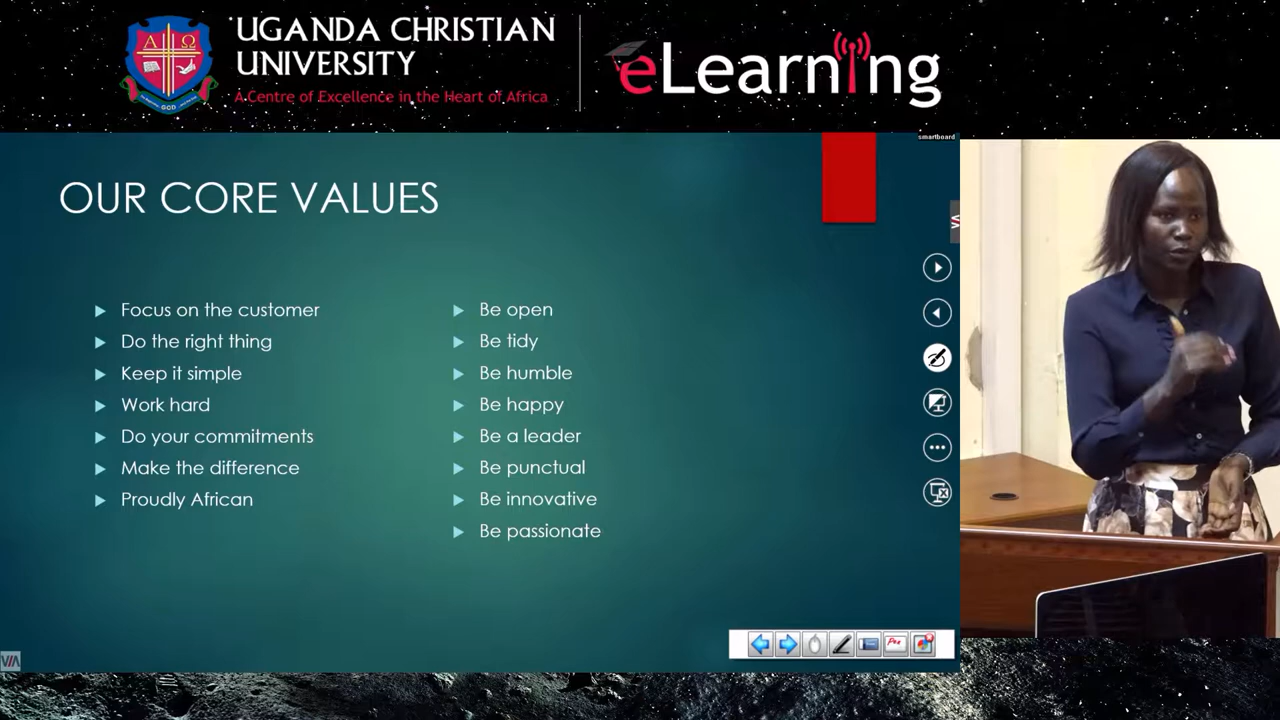 UGANDA CHRISTIAN
UNIVERSITY
A Centre of Excellence in the Heart of Africa
eLearning
A Ω
GCD
smartboard
OUR CORE VALUES
Focus on the customer
Do the right thing
Keep it simple
Work hard
Do your commitments
Make the difference
Proudly African
Be open
Be tidy
Be humble
Be happy
Be a leader
Be punctual
Be innovative
Be passionate